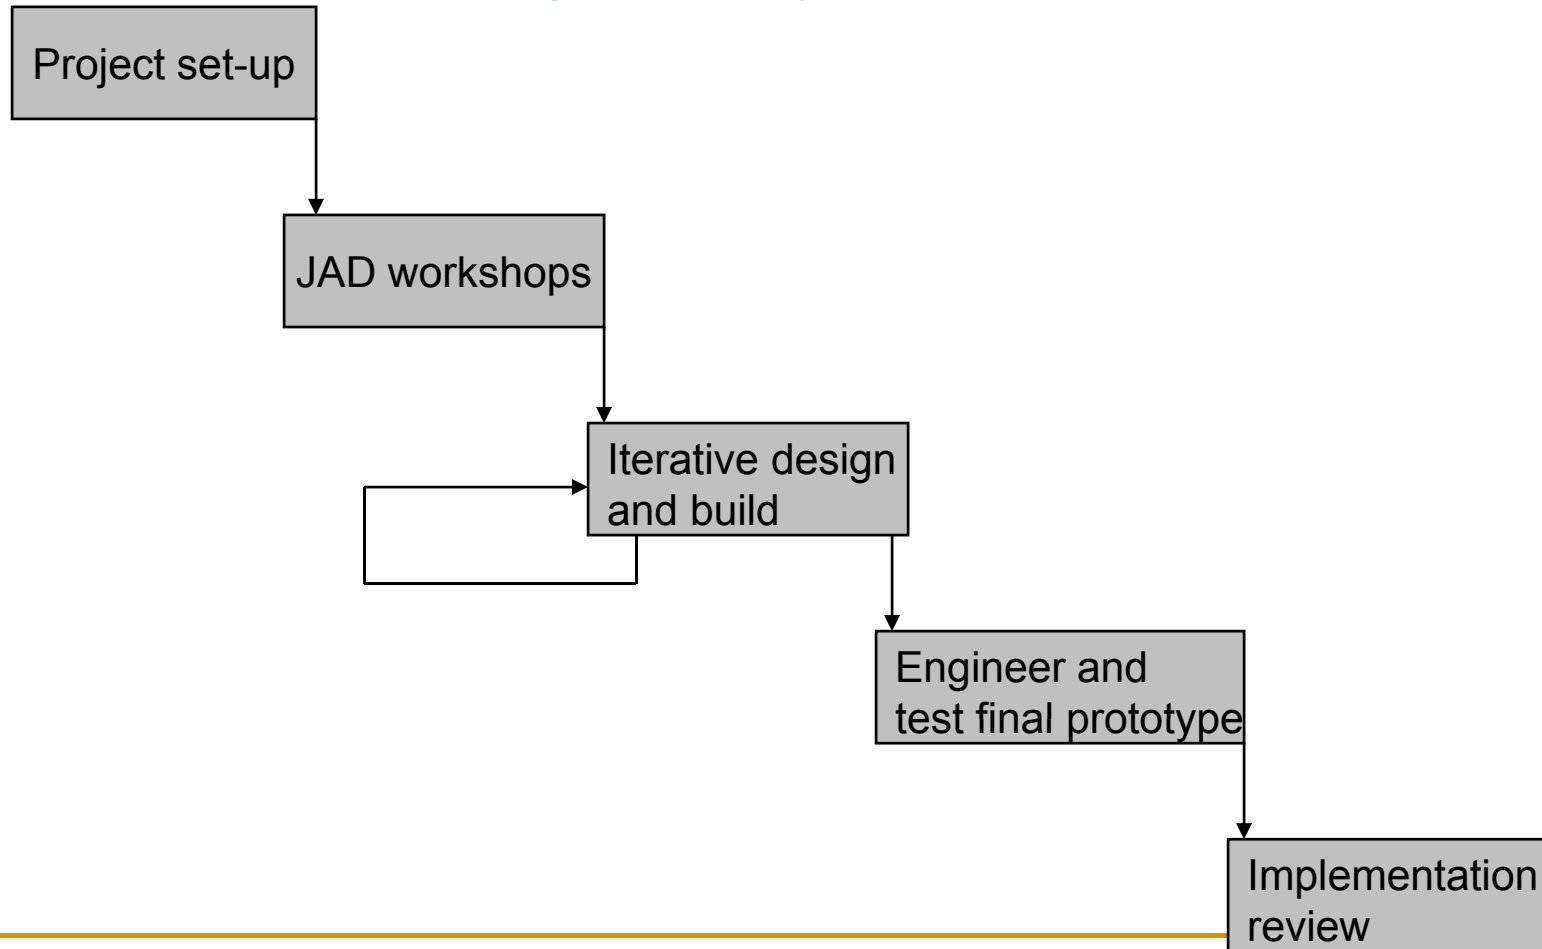 Project set-up
JAD workshops
Iterative design
and build
Engineer and
test final prototype
Implementation
review